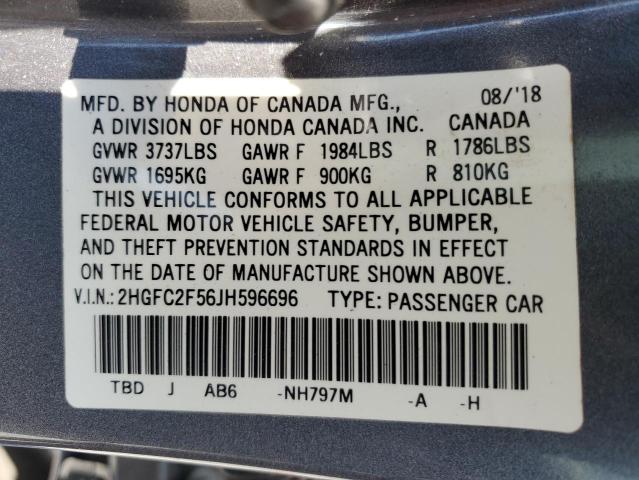 MFD. BY HONDA OF CANADA MFG., 08/'18
A DIVISION OF HONDA CANADA INC. CANADA
GVWR 3737LBS GAWR F 1984LBS R 1786LBS
GVWR 1695KG GAWR F 900KG R 810KG
THIS VEHICLE CONFORMS TO ALL APPLICABLE
FEDERAL MOTOR VEHICLE SAFETY, BUMPER,
AND THEFT PREVENTION STANDARDS IN EFFECT
ON THE DATE OF MANUFACTURE SHOWN ABOVE.
V.I.N.: 2HGFC2F56JH596696 TYPE: PASSENGER CAR
TBD J AB6 -NH797M -A -H